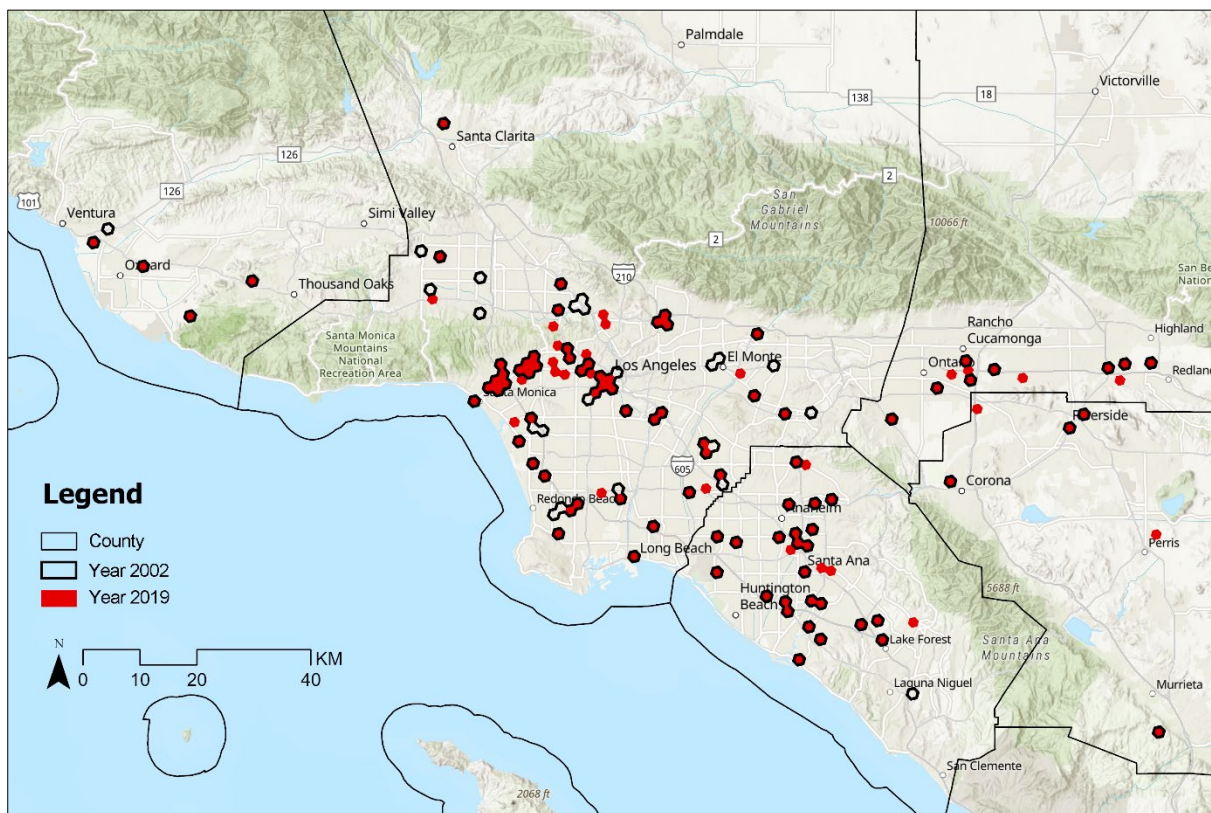 Palmdale
Victorville
138
18
Santa Clarita
126
126
2
101
Ventura
Simi Valley
San
Gabriel
Mountains
10066 ft
2
210
Oxnard
Thousand Oaks
San Be
Nation
Santa Monica
Mountains
National
Recreation Area
Rancho
Cucamonga
Highland
Los Angeles
El Monte
Ontario
Redland
Santa Monica
Riverside
605
Legend
Corona
Redondo Beach
Anaheim
County
Perris
Long Beach
Santa Ana
Year 2002
5688 ft
Huntington
Beach
Year 2019
Santa Ana
Mountains
Lake Forest
N
KM
0 10 20 40
Laguna Niguel
Murrieta
San Clemente
2068 ft